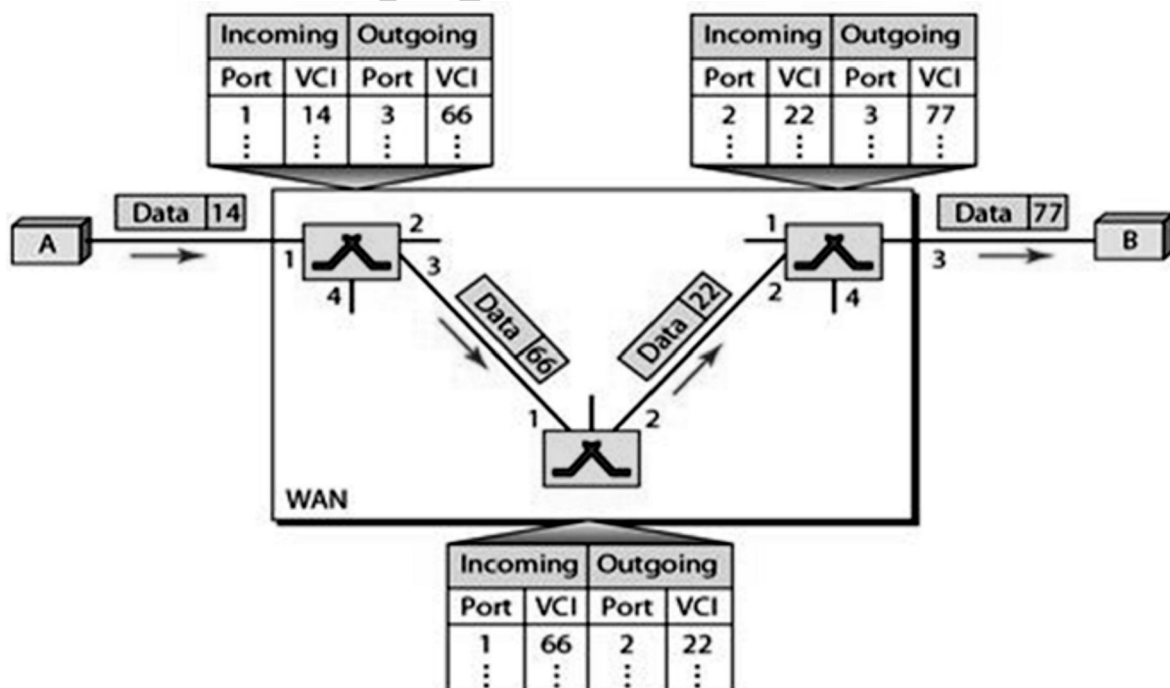 Incoming Outgoing
Port VCI Port VCI
1 14 3 66
⋮ ⋮ ⋮ ⋮
Incoming Outgoing
Port VCI Port VCI
2 22 3 77
⋮ ⋮ ⋮ ⋮
A
Data 14
1
2
3
4
Data 66
Data 22
1
2
3
4
Data 77
B
1
2
WAN
Incoming Outgoing
Port VCI Port VCI
1 66 2 22
⋮ ⋮ ⋮ ⋮